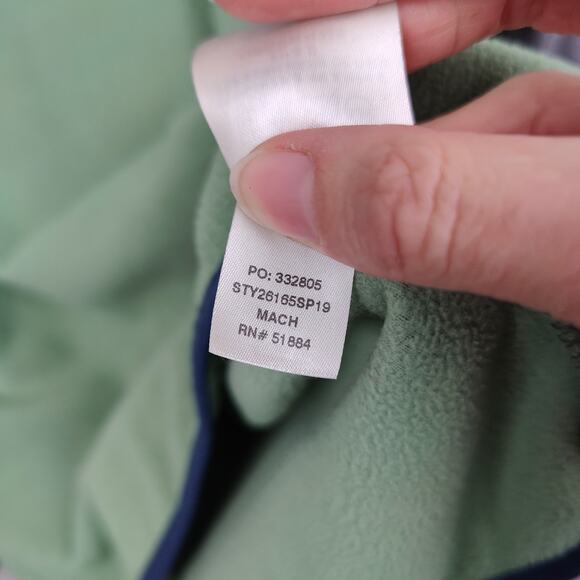 PO: 332805
STY26165SP19
MACH
RN# 51884